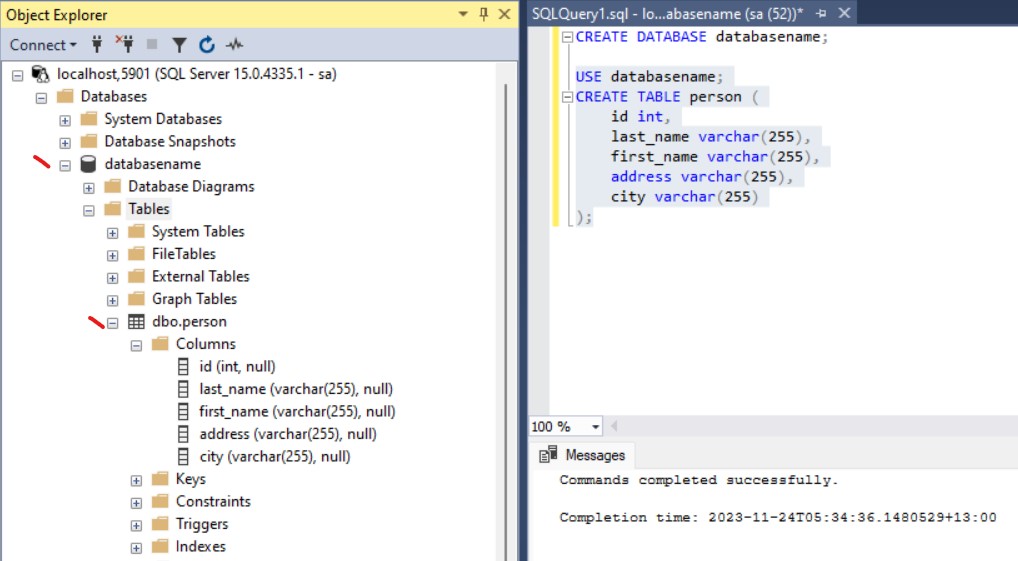 Object Explorer
Connect
localhost,5901 (SQL Server 15.0.4335.1 - sa)
Databases
System Databases
Database Snapshots
databasename
Database Diagrams
Tables
System Tables
FileTables
External Tables
Graph Tables
dbo.person
Columns
id (int, null)
last_name (varchar(255), null)
first_name (varchar(255), null)
address (varchar(255), null)
city (varchar(255), null)
Keys
Constraints
Triggers
Indexes
SQLQuery1.sql - lo...abasename (sa (52))*
CREATE DATABASE databasename;
USE databasename;
CREATE TABLE person (
id int,
last_name varchar(255),
first_name varchar(255),
address varchar(255),
city varchar(255)
);
100 %
Messages
Commands completed successfully.
Completion time: 2023-11-24T05:34:36.1480529+13:00